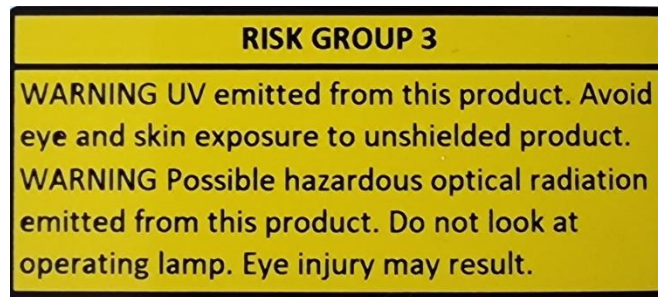 RISK GROUP 3
WARNING UV emitted from this product. Avoid
eye and skin exposure to unshielded product.
WARNING Possible hazardous optical radiation
emitted from this product. Do not look at
operating lamp. Eye injury may result.